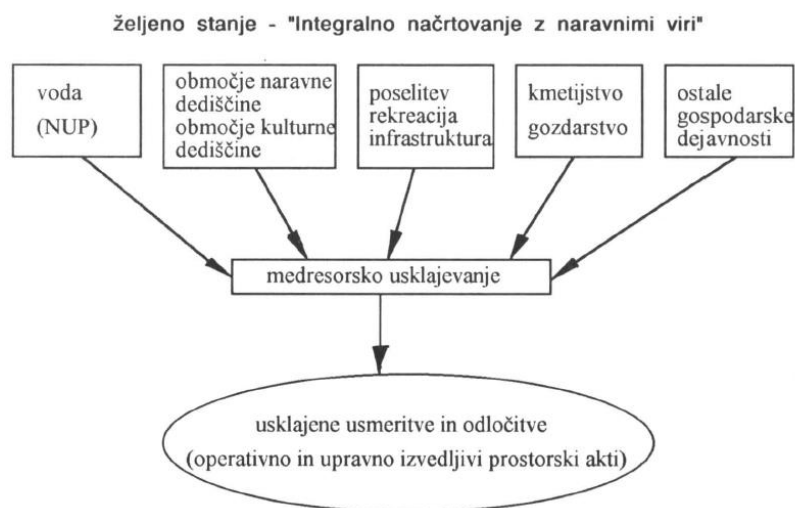 željeno stanje - "Integralno načrtovanje z naravnimi viri"
voda
(NUP)
območje naravne
dediščine
območje kulturne
dediščine
poselitev
rekreacija
infrastruktura
kmetijstvo
gozdarstvo
ostale
gospodarske
dejavnosti
medresorsko usklajevanje
usklajene usmeritve in odločitve
(operativno in upravno izvedljivi prostorski akti)